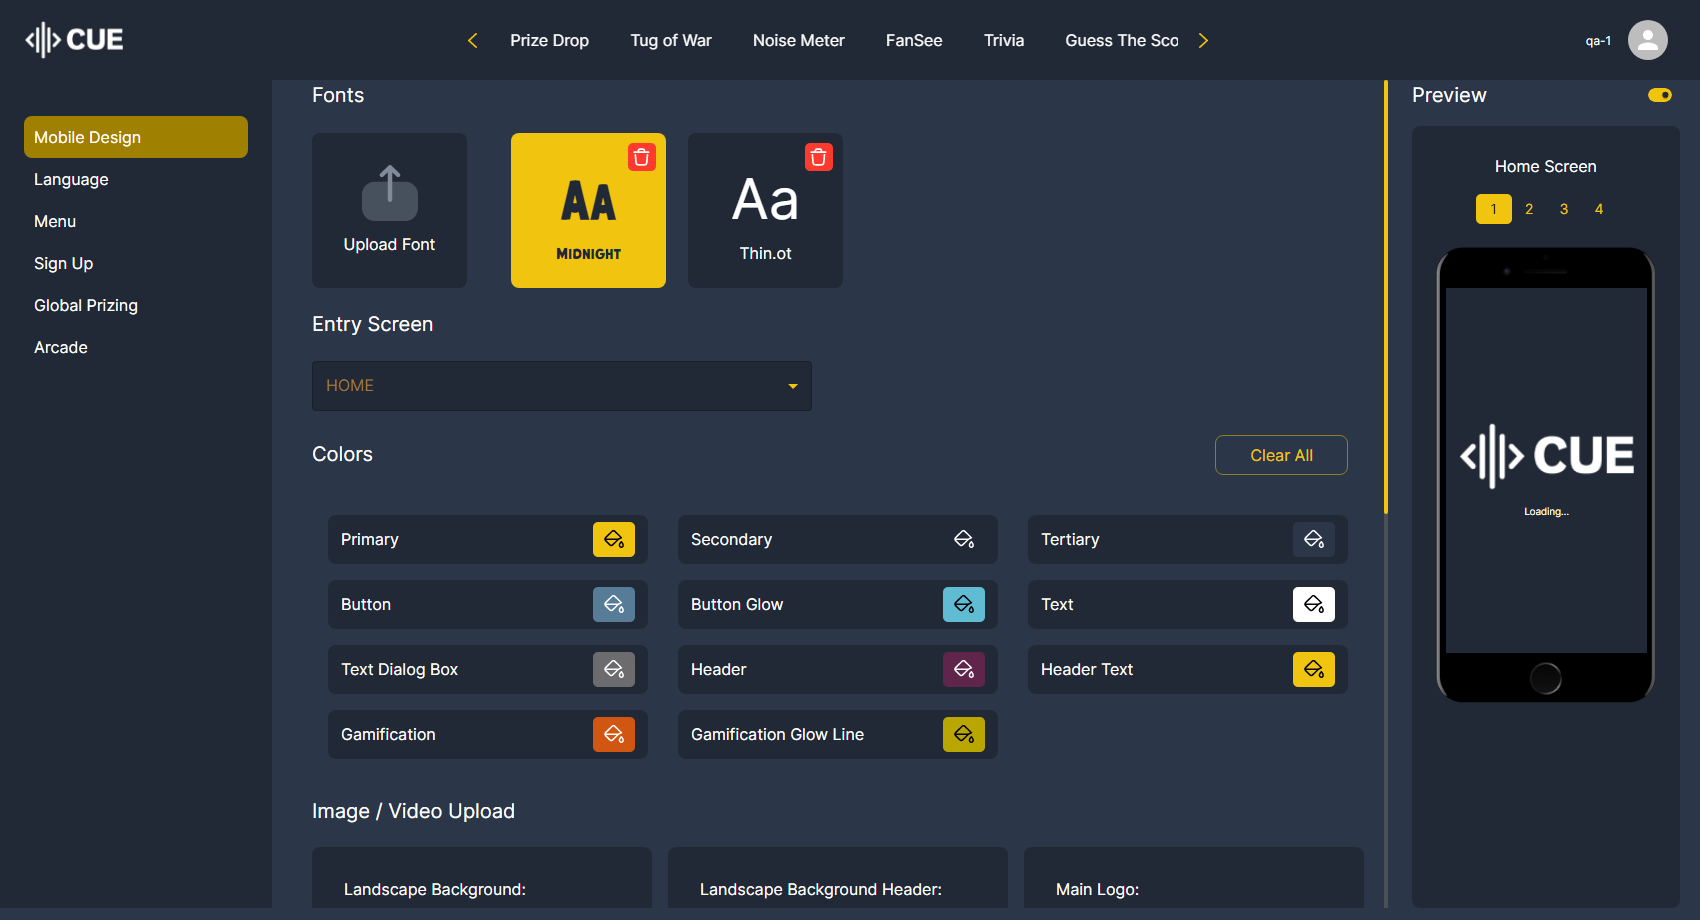 CUE
Prize Drop
Tug of War
Noise Meter
FanSee
Trivia
Guess The Sco
qa-1
Mobile Design
Language
Menu
Sign Up
Global Prizing
Arcade
Fonts
Upload Font
AA
MIDNIGHT
Aa
Thin.ot
Entry Screen
HOME
Colors
Clear All
Primary
Secondary
Tertiary
Button
Button Glow
Text
Text Dialog Box
Header
Header Text
Gamification
Gamification Glow Line
Image / Video Upload
Landscape Background:
Landscape Background Header:
Main Logo:
Preview
Home Screen
1 2 3 4
CUE
Loading...